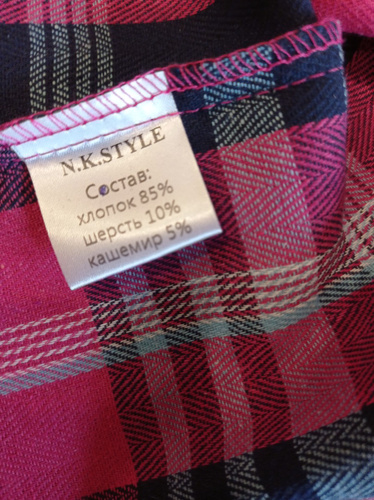 N.K.STYLE
Состав:
хлопок 85%
шерсть 10%
кашемир 5%